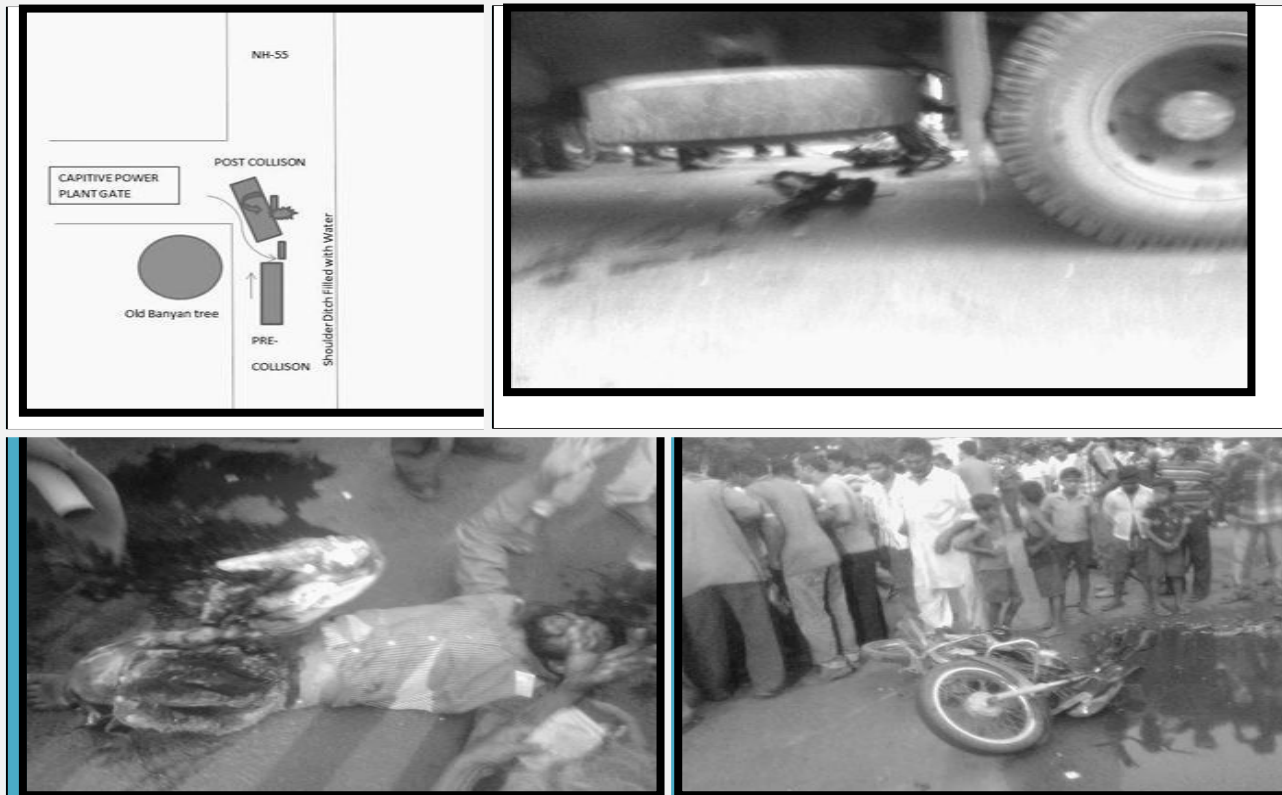 NH-55
POST COLLISON
CAPITIVE POWER
PLANT GATE
Old Banyan tree
PRE-
COLLISON
Shoulder Ditch Filled with Water